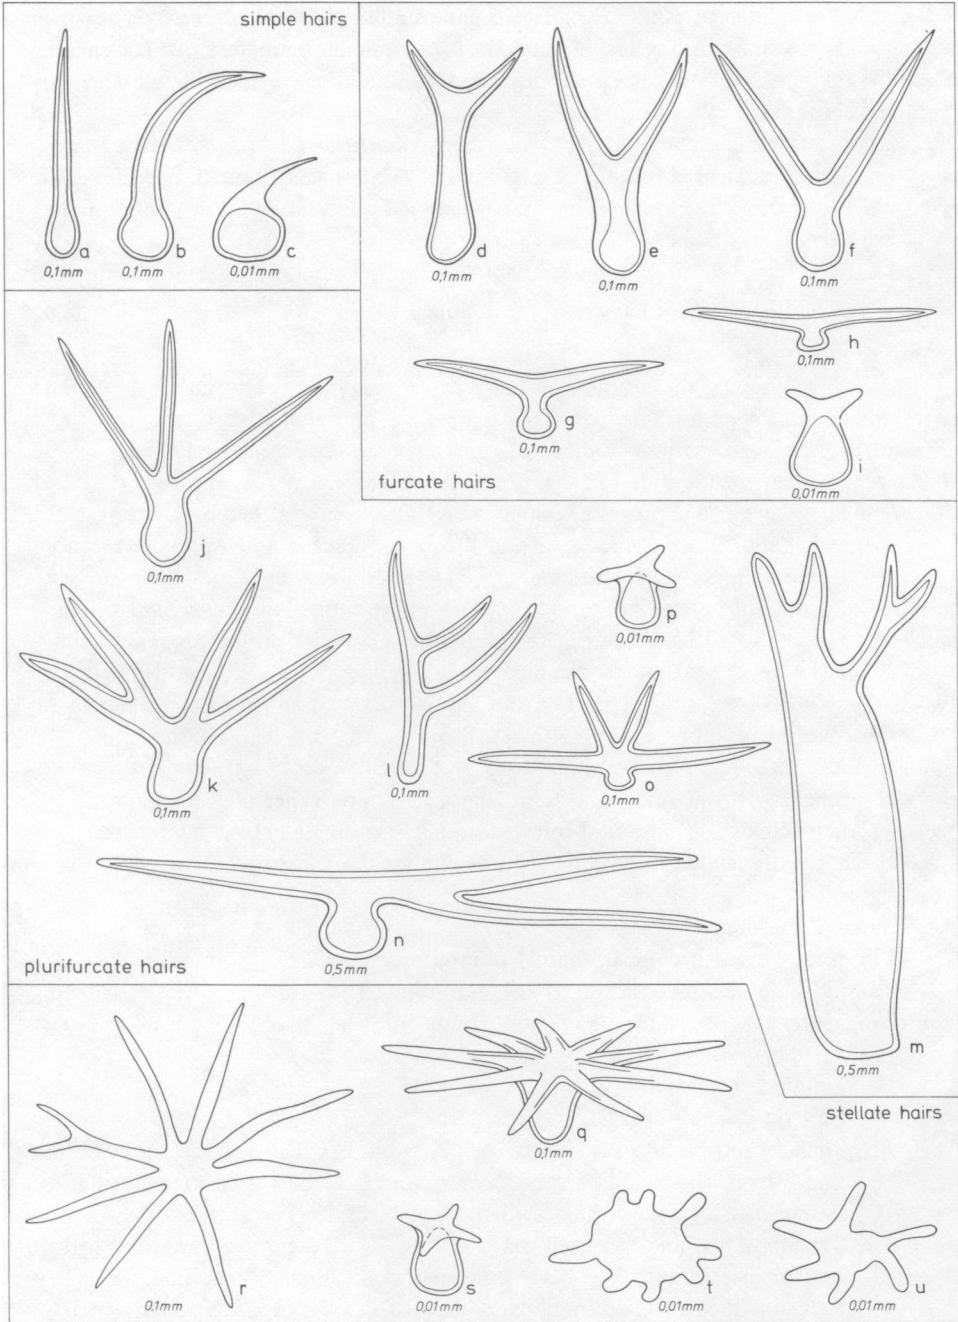 simple hairs
a
0,1mm
b
0,1mm
c
0,01mm
d
0,1mm
e
0,1mm
f
0,1mm
g
0,1mm
h
0,1mm
i
0,01mm
furcate hairs
j
0,1mm
k
0,1mm
l
0,1mm
p
0,01mm
o
0,1mm
n
0,5mm
m
0,5mm
plurifurcate hairs
stellate hairs
r
0,1mm
q
0,1mm
s
0,01mm
t
0,01mm
u
0,01mm